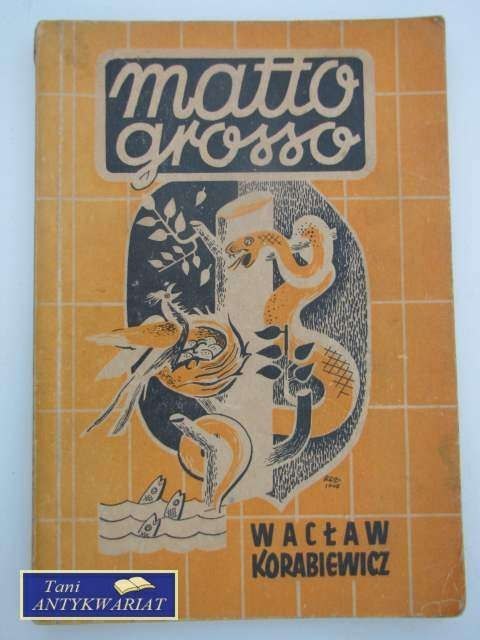 matto
grosso
WACŁAW
KORABIEWICZ
Tani
ANTYKWARIAT